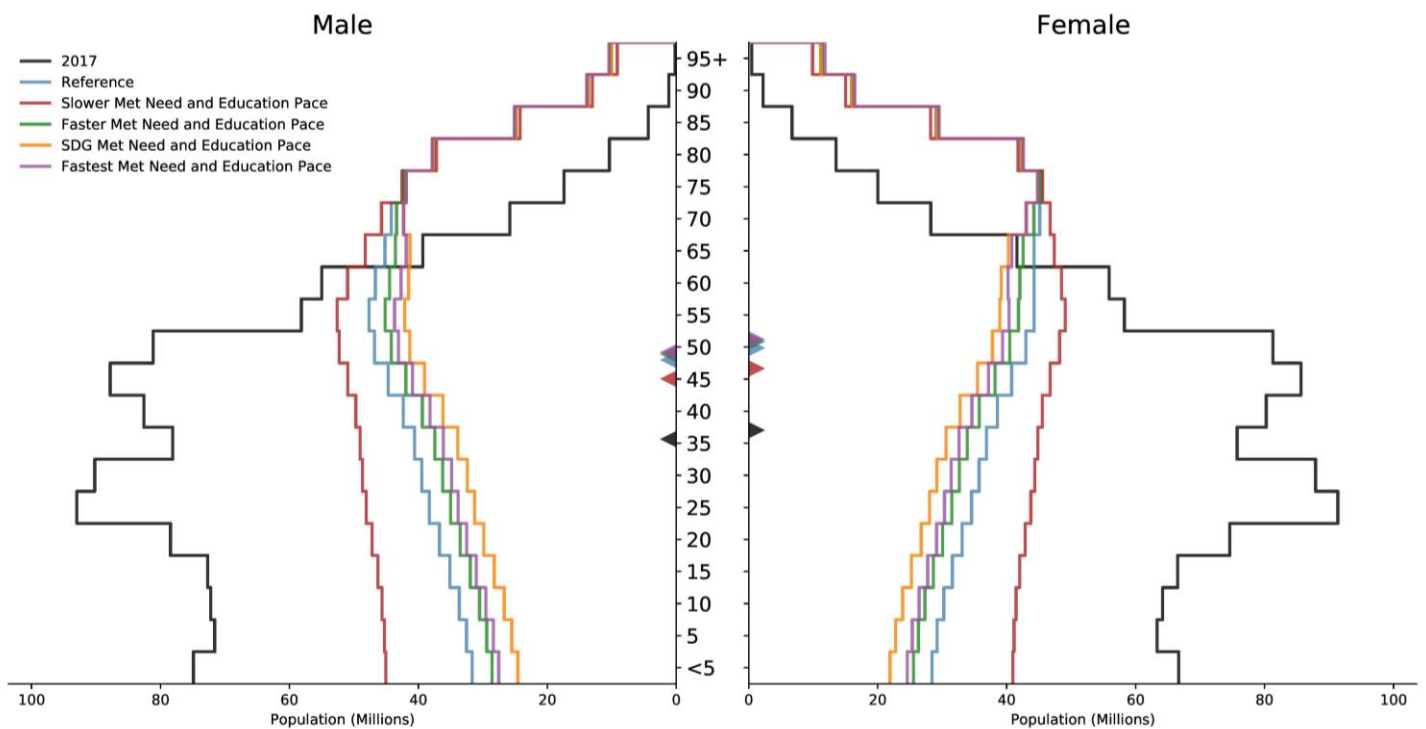 Male
Female
2017
Reference
Slower Met Need and Education Pace
Faster Met Need and Education Pace
SDG Met Need and Education Pace
Fastest Met Need and Education Pace
95+
90
85
80
75
70
65
60
55
50
45
40
35
30
25
20
15
10
5
<5
100 80 60 40 20 0
0 20 40 60 80 100
Population (Millions)
Population (Millions)